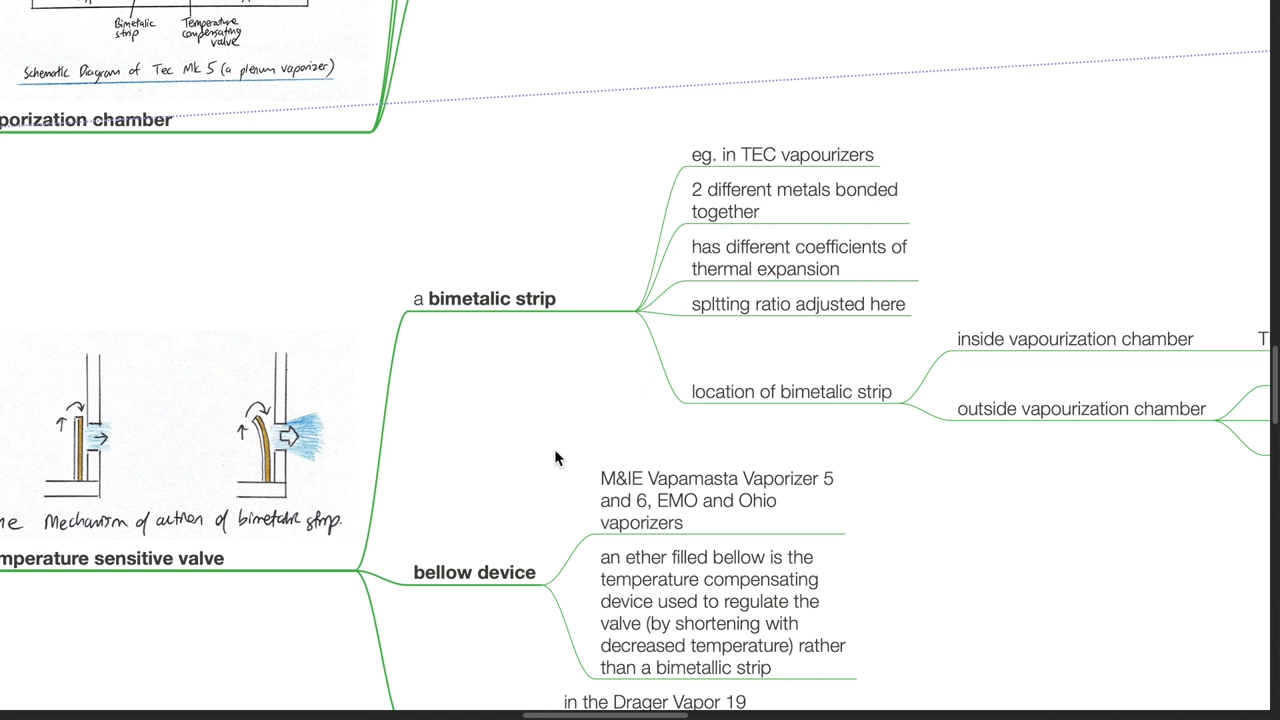 Bimetalic
strip
Temperature
compensating
valve
Schematic Diagram of Tec Mk 5 (a plenum vaporizer)
porization chamber
eg. in TEC vapourizers
2 different metals bonded
together
has different coefficients of
thermal expansion
spltting ratio adjusted here
a bimetalic strip
inside vapourization chamber
T
location of bimetalic strip
outside vapourization chamber
M&IE Vapamasta Vaporizer 5
and 6, EMO and Ohio
vaporizers
ne Mechanism of action of bimetalic strip.
mperature sensitive valve
an ether filled bellow is the
temperature compensating
device used to regulate the
valve (by shortening with
decreased temperature) rather
than a bimetallic strip
bellow device
in the Drager Vapor 19